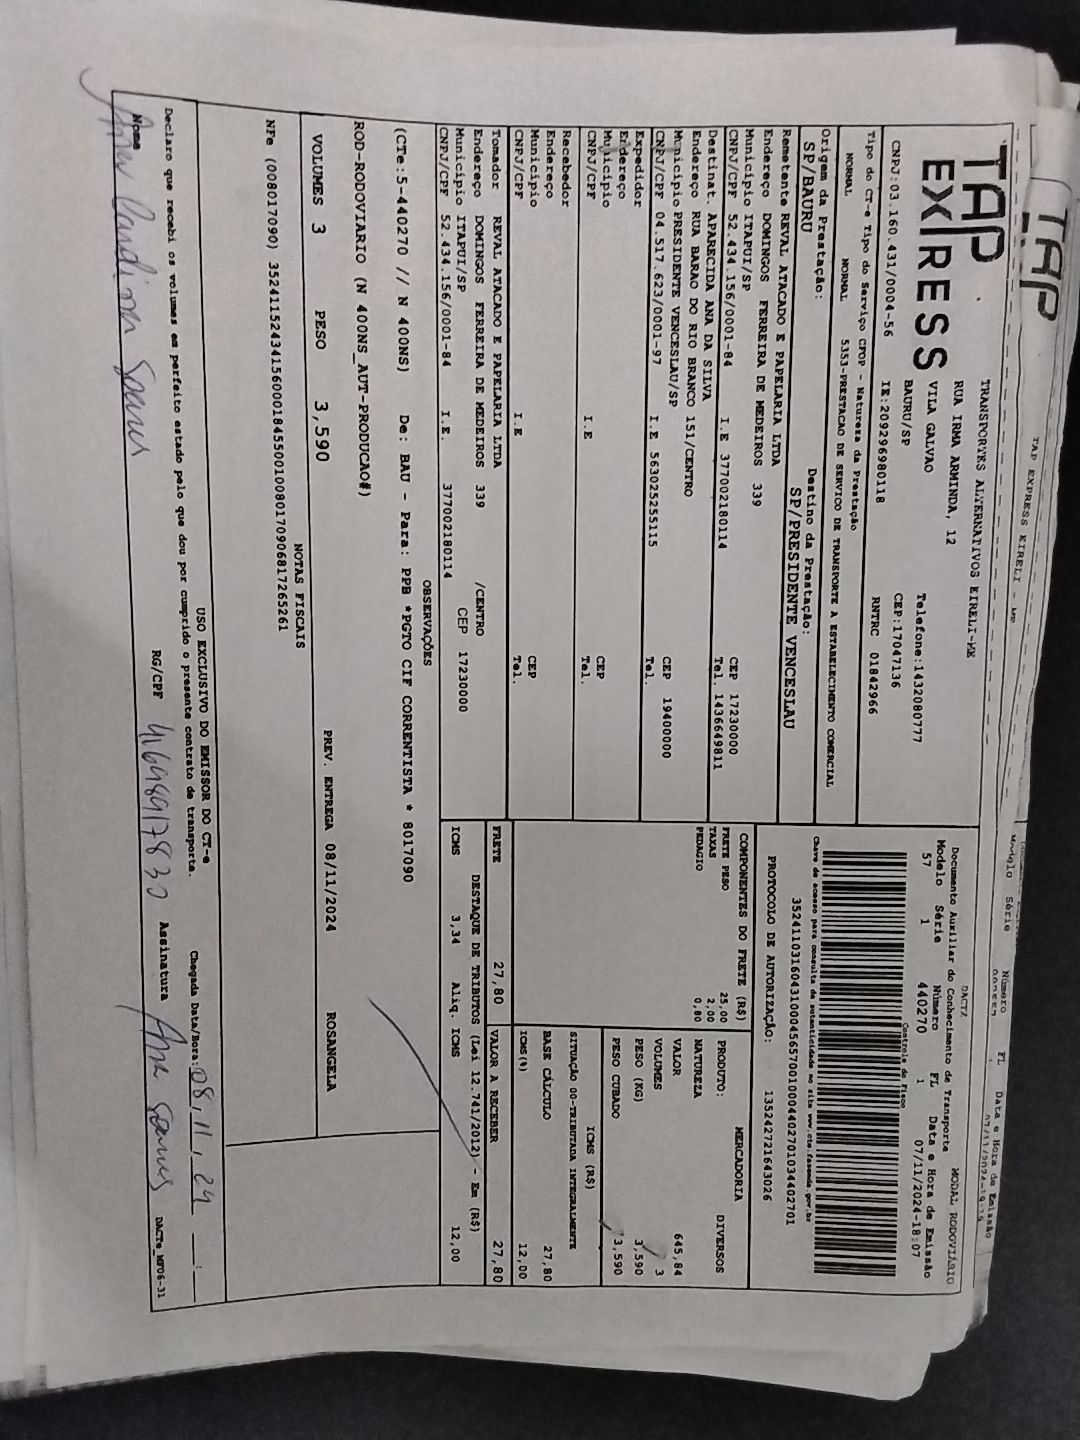 TAP
TAP EXPRESS EIRELI - ME
Modelo Série Número FL Data e Hora de Emissão
TAP
EXPRESS
TRANSPORTES ALTERNATIVOS EIRELI-ME
RUA IRMA ARMINDA, 12
VILA GALVAO
BAURU/SP
Telefone:1432080777
CEP:17047136
CNPJ:03.160.431/0004-56 IE:209296980118 RNTRC 01842966
DACTE
Documento Auxiliar do Conhecimento de Transporte
MODAL RODOVIÁRIO
Modelo Série Número FL Data e Hora de Emissão
57 1 440270 1 07/11/2024-18:07
Controle do Fisco
Chave de acesso para consulta de autenticidade no site www.cte.fazenda.gov.br
PROTOCOLO DE AUTORIZAÇÃO: 135242721643026
Tipo do CT-e Tipo do Serviço CFOP - Natureza da Prestação
NORMAL NORMAL 5353-PRESTACAO DE SERVICO DE TRANSPORTE A ESTABELECIMENTO COMERCIAL
Origem da Prestação: Destino da Prestação:
SP/BAURU SP/PRESIDENTE VENCESLAU
Remetente REVAL ATACADO E PAPELARIA LTDA
Endereço DOMINGOS FERREIRA DE MEDEIROS 339
Município ITAPUI/SP CEP 17230000
CNPJ/CPF 52.434.156/0001-84 I.E 377002180114 Tel. 1436649811
Destinat. APARECIDA ANA DA SILVA
Endereço RUA BARAO DO RIO BRANCO 151/CENTRO
Município PRESIDENTE VENCESLAU/SP CEP 19400000
CNPJ/CPF 04.517.623/0001-97 I.E 563025255115 Tel.
Expedidor
Endereço
Município CEP
CNPJ/CPF I.E Tel.
Recebedor
Endereço
Município CEP
CNPJ/CPF I.E Tel.
Tomador REVAL ATACADO E PAPELARIA LTDA
Endereço DOMINGOS FERREIRA DE MEDEIROS 339 /CENTRO
Município ITAPUI/SP CEP 17230000
CNPJ/CPF 52.434.156/0001-84 I.E. 377002180114
COMPONENTES DO FRETE (R$)
FRETE PESO 25,00
TAXAS 2,00
PEDAGIO 0,80
MERCADORIA
PRODUTO: DIVERSOS
NATUREZA
VALOR 645,84
VOLUMES 3
PESO (KG) 3,590
PESO CUBADO 3,590
ICMS (R$)
SITUAÇÃO 00-TRIBUTADA INTEGRALMENTE
BASE CÁLCULO 27,80
ICMS(%) 12,00
FRETE 27,80 VALOR A RECEBER 27,80
DESTAQUE DE TRIBUTOS (Lei 12.741/2012) - Em (R$)
ICMS 3,34 Aliq. ICMS 12,00
OBSERVAÇÕES
(CTe:5-440270 // N 400NS) De: BAU - Para: PPB *PGTO CIF CORRENTISTA * 8017090
ROD-RODOVIARIO (N 400NS_AUT-PRODUCAO#)
VOLUMES 3 PESO 3,590 PREV. ENTREGA 08/11/2024 ROSANGELA
NOTAS FISCAIS
NFe (008017090)
USO EXCLUSIVO DO EMISSOR DO CT-e
Declaro que recebi os volumes em perfeito estado pelo que dou por cumprido o presente contrato de transporte. Chegada Data/Hora: 08, 11, 24 :
Nome RG/CPF 41698917830 Assinatura Ana
DACTe_MP06-31